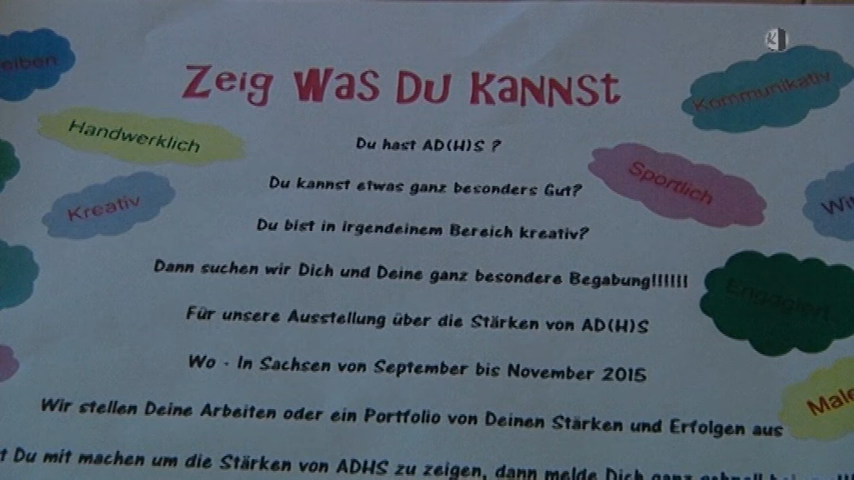 Zeig Was Du Kannst
Kommunikativ
Handwerklich
Du hast AD(H)S ?
Sportlich
Du kannst etwas ganz besonders Gut?
Kreativ
Du bist in irgendeinem Bereich kreativ?
Dann suchen wir Dich und Deine ganz besondere Begabung!!!!!!
Engagiert
Für unsere Ausstellung über die Stärken von AD(H)S
Wo - In Sachsen von September bis November 2015
Wir stellen Deine Arbeiten oder ein Portfolio von Deinen Stärken und Erfolgen aus
Du mit machen um die Stärken von ADHS zu zeigen, dann melde Dich ganz schnell